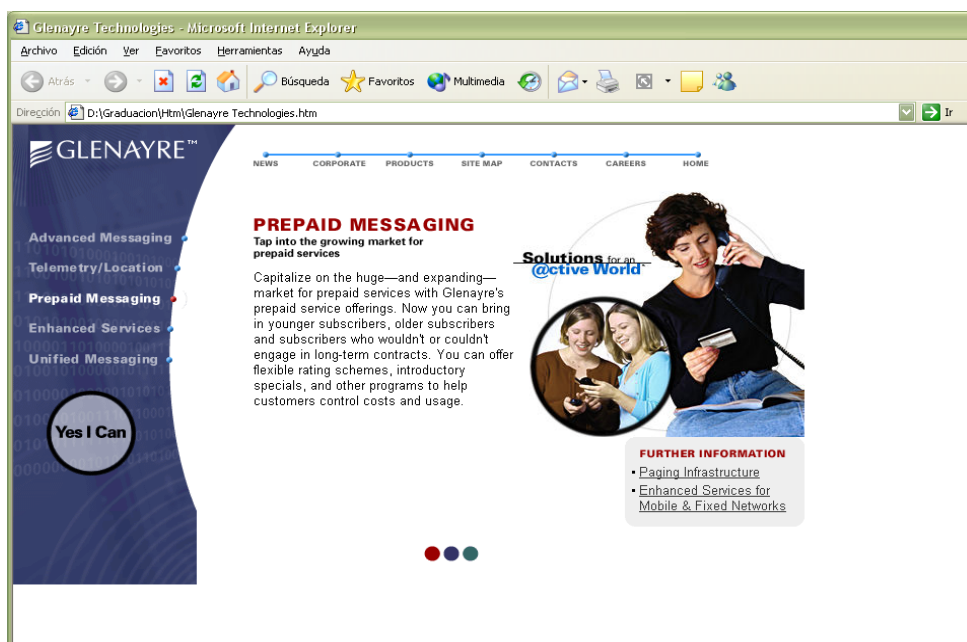 Glenayre Technologies - Microsoft Internet Explorer
Archivo Edición Ver Favoritos Herramientas Ayuda
Atrás Búsqueda Favoritos Multimedia
Dirección D:\Graduacion\Htm\Glenayre Technologies.htm Ir
GLENAYRE™
NEWS CORPORATE PRODUCTS SITE MAP CONTACTS CAREERS HOME
Advanced Messaging
Telemetry/Location
Prepaid Messaging
Enhanced Services
Unified Messaging
Yes I Can
PREPAID MESSAGING
Tap into the growing market for
prepaid services
Capitalize on the huge—and expanding—
market for prepaid services with Glenayre's
prepaid service offerings. Now you can bring
in younger subscribers, older subscribers
and subscribers who wouldn't or couldn't
engage in long-term contracts. You can offer
flexible rating schemes, introductory
specials, and other programs to help
customers control costs and usage.
Solutions for an
@ctive World
FURTHER INFORMATION
▪ Paging Infrastructure
▪ Enhanced Services for
Mobile & Fixed Networks